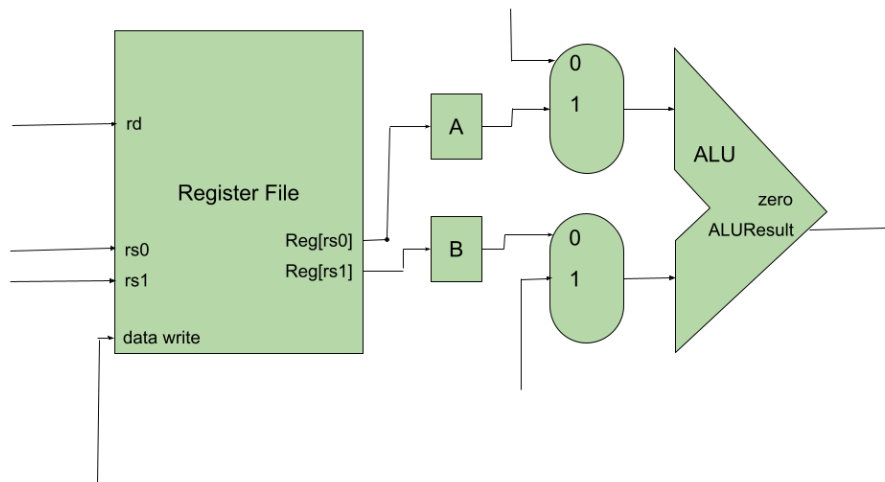 0
1
A
rd
ALU
Register File
zero
Reg[rs0]
ALUResult
rs0
B
0
Reg[rs1]
rs1
1
data write